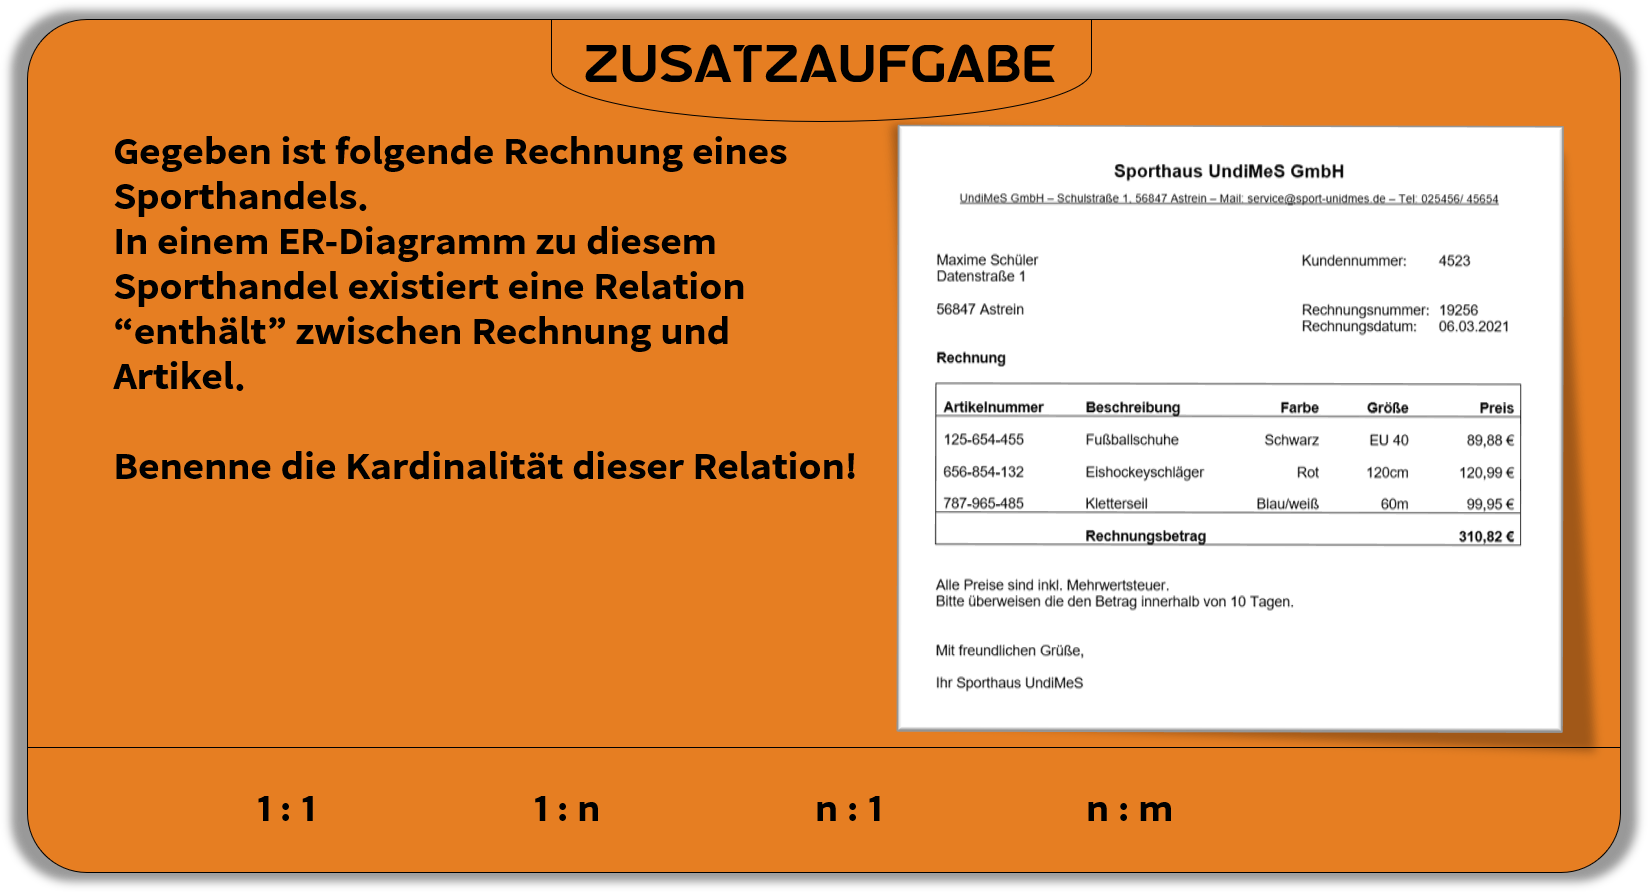 ZUSATZAUFGABE
Gegeben ist folgende Rechnung eines
Sporthandels.
In einem ER-Diagramm zu diesem
Sporthandel existiert eine Relation
“enthält” zwischen Rechnung und
Artikel.
Benenne die Kardinalität dieser Relation!
Sporthaus UndiMeS GmbH
UndiMeS GmbH – Schulstraße 1, 56847 Astrein – Mail: service@sport-unidmes.de – Tel: 025456/ 45654
Maxime Schüler Kundennummer: 4523
Datenstraße 1
56847 Astrein Rechnungsnummer: 19256
Rechnungsdatum: 06.03.2021
Rechnung
Artikelnummer Beschreibung Farbe Größe Preis
125-654-455 Fußballschuhe Schwarz EU 40 89,88 €
656-854-132 Eishockeyschläger Rot 120cm 120,99 €
787-965-485 Kletterseil Blau/weiß 60m 99,95 €
Rechnungsbetrag 310,82 €
Alle Preise sind inkl. Mehrwertsteuer.
Bitte überweisen die den Betrag innerhalb von 10 Tagen.
Mit freundlichen Grüße,
Ihr Sporthaus UndiMeS
1 : 1 1 : n n : 1 n : m